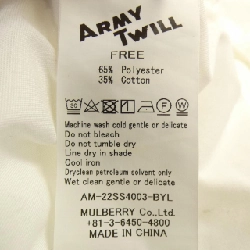 ARMY
TWILL
FREE
65% Polyester
35% Cotton
Machine wash cold gentle or delicate
Do not bleach
Do not tumble dry
Line dry in shade
Cool iron
Dryclean petroleum solvent only
Wet clean gentle or delicate
AM-22SS4003-BYL
MULBERRY Co.,Ltd.
+81-3-6450-4800
MADE IN CHINA